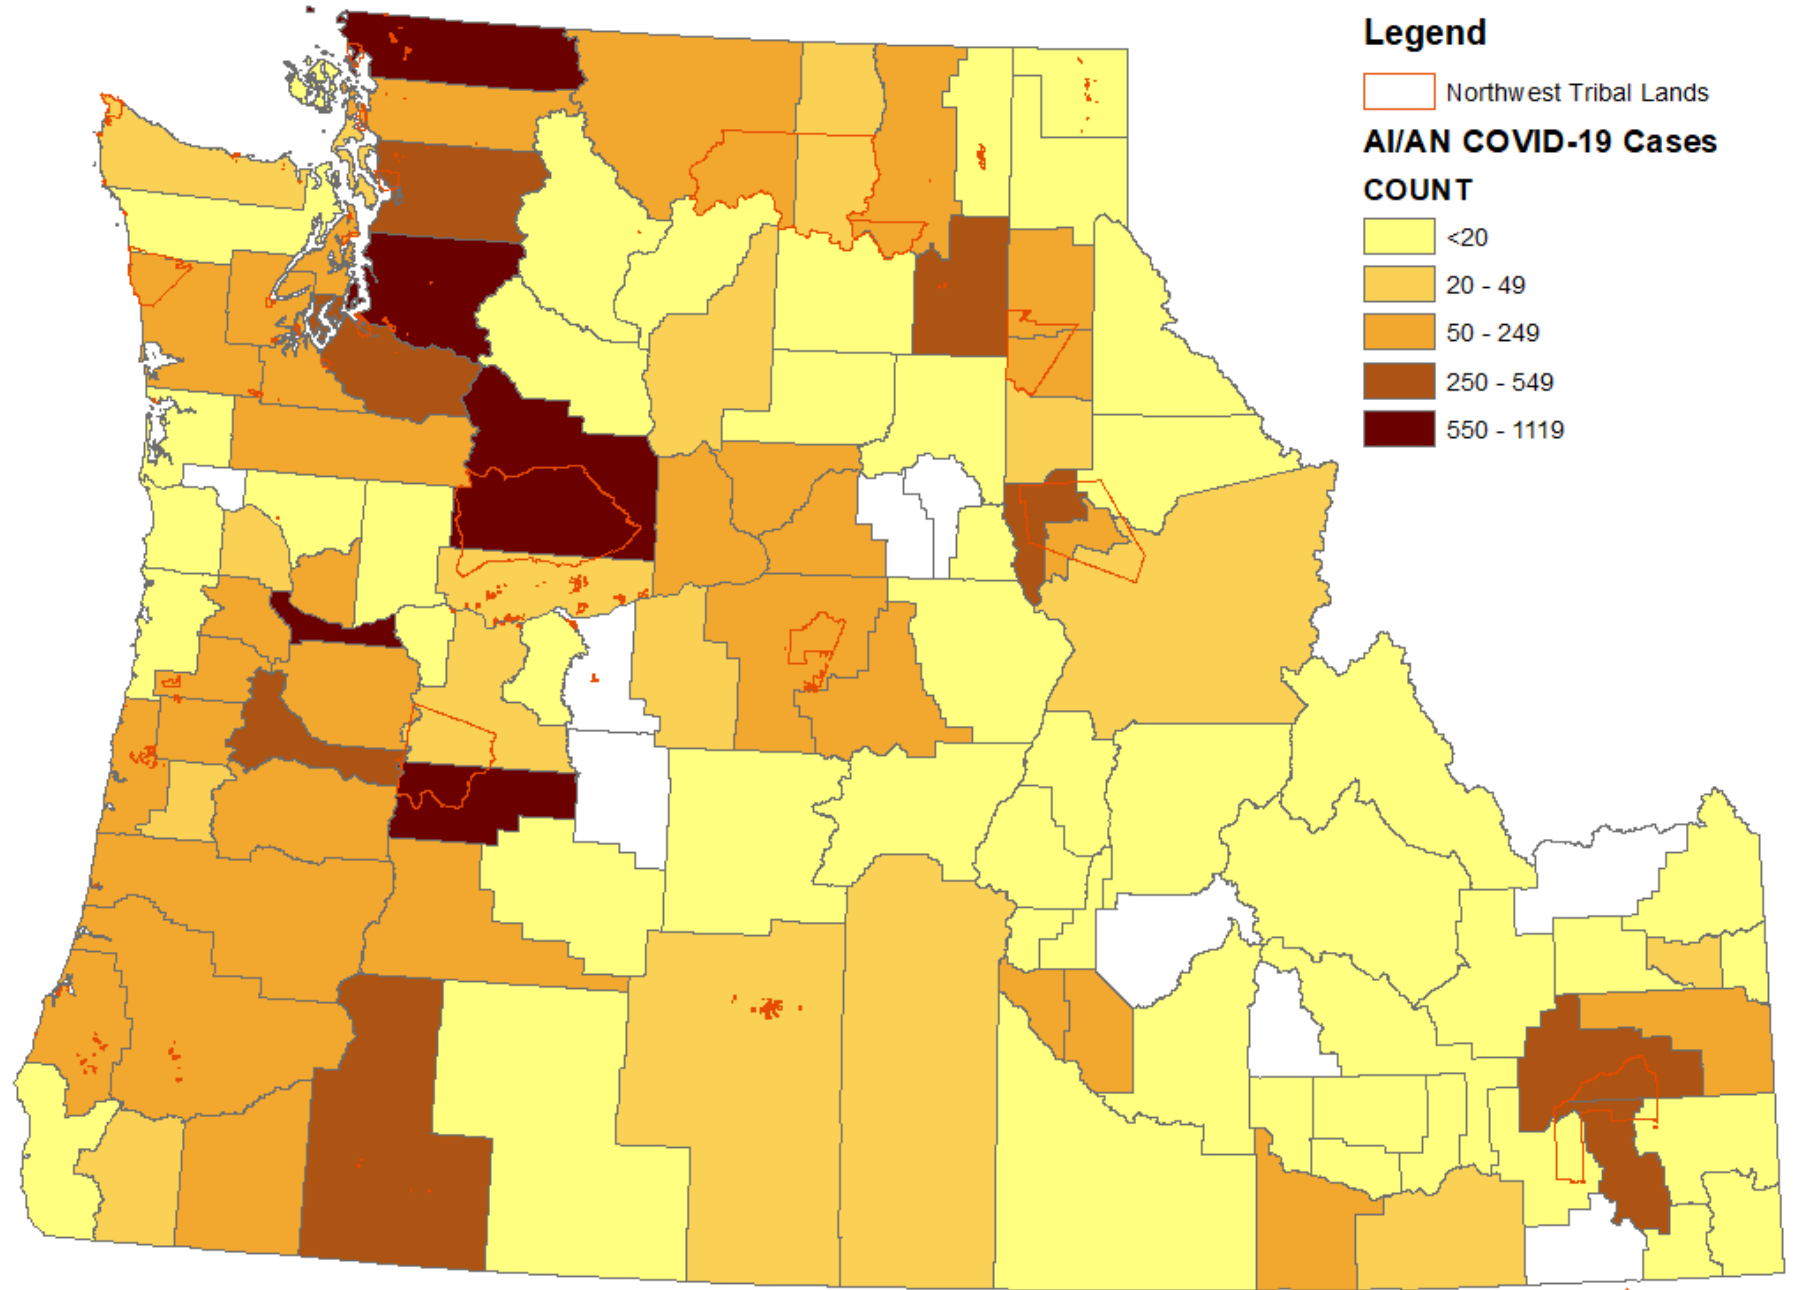 Legend
Northwest Tribal Lands
AI/AN COVID-19 Cases
COUNT
<20
20 - 49
50 - 249
250 - 549
550 - 1119